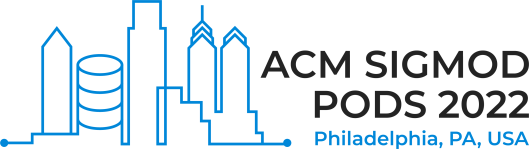 ACM SIGMOD
PODS 2022
Philadelphia, PA, USA